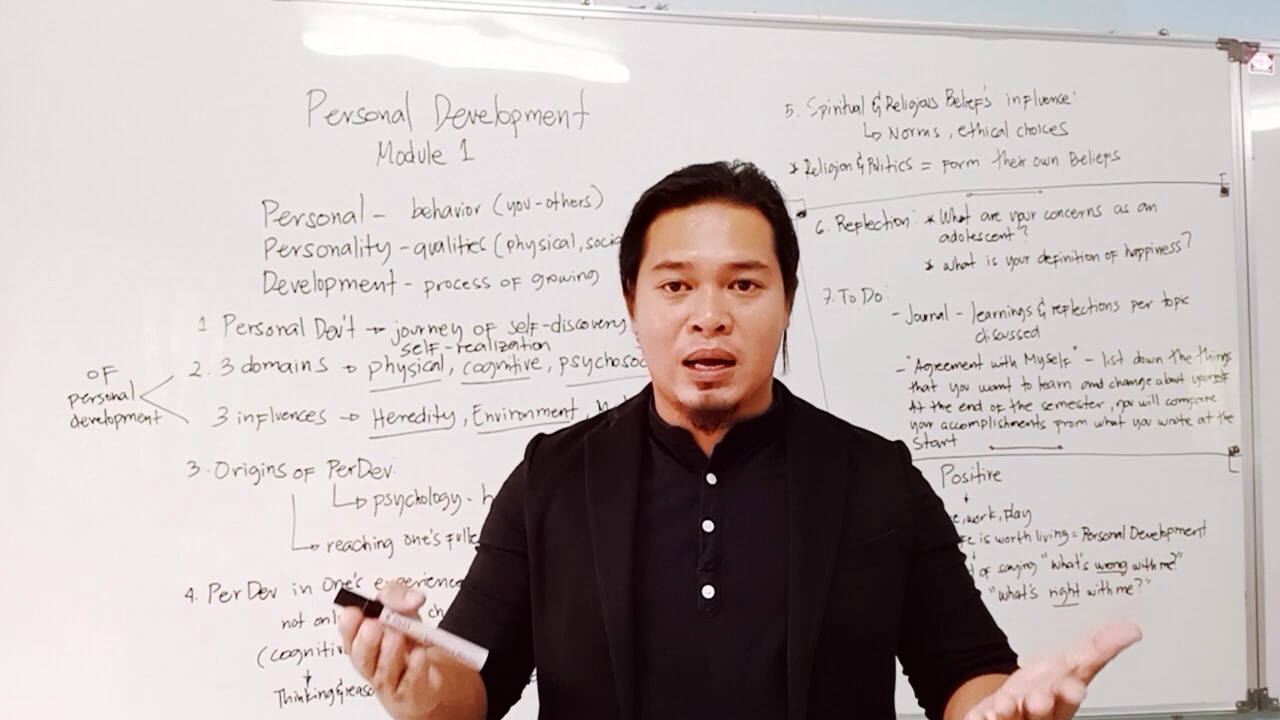 Personal Development
Module 1
Personal - behavior (you-others)
Personality - qualities (physical, socia
Development - process of growing
1. Personal Dev't → journey of self-discovery
self-realization
of personal development
2. 3 domains → physical, cognitive, psychosoc
3 influences → Heredity, Environment,
3. Origins of PerDev.
↳ psychology - h
↳ reaching one's fulle
4. PerDev in One's experience
not onl ch
(cognitiv
↓
Thinking & reaso
5. Spiritual & Religious Belief's influence:
↳ Norms, ethical choices
* Religion & Politics = form their own Beliefs
6. Reflection: * What are your concerns as an
adolescent?
* what is your definition of happiness?
7. To Do:
- Journal - learnings & reflections per topic
discussed
- "Agreement with Myself" - list down the things
that you want to learn and change about yourself
At the end of the semester, you will compare
your accomplishments from what you wrote at the
start
Positive
↓
e, work, play
fe is worth living = Personal Development
d of saying "what's wrong with me?"
"what's right with me?"